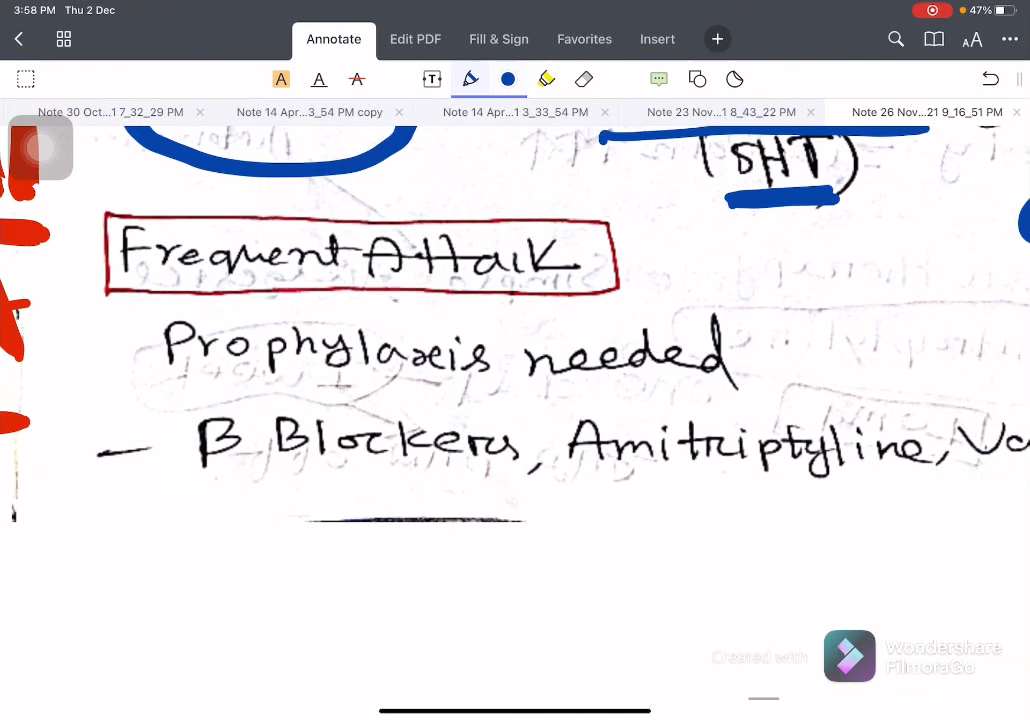 3:58 PM Thu 2 Dec 47%
Annotate Edit PDF Fill & Sign Favorites Insert
Note 30 Oct...1 7_32_29 PM Note 14 Apr...3_54 PM copy Note 14 Apr...1 3_33_54 PM Note 23 Nov...1 8_43_22 PM Note 26 Nov...21 9_16_51 PM
(5HT)
Frequent Attack
Prophylaxis needed
– β Blockers, Amitriptyline, Va
Created with Wondershare
FilmoraGo